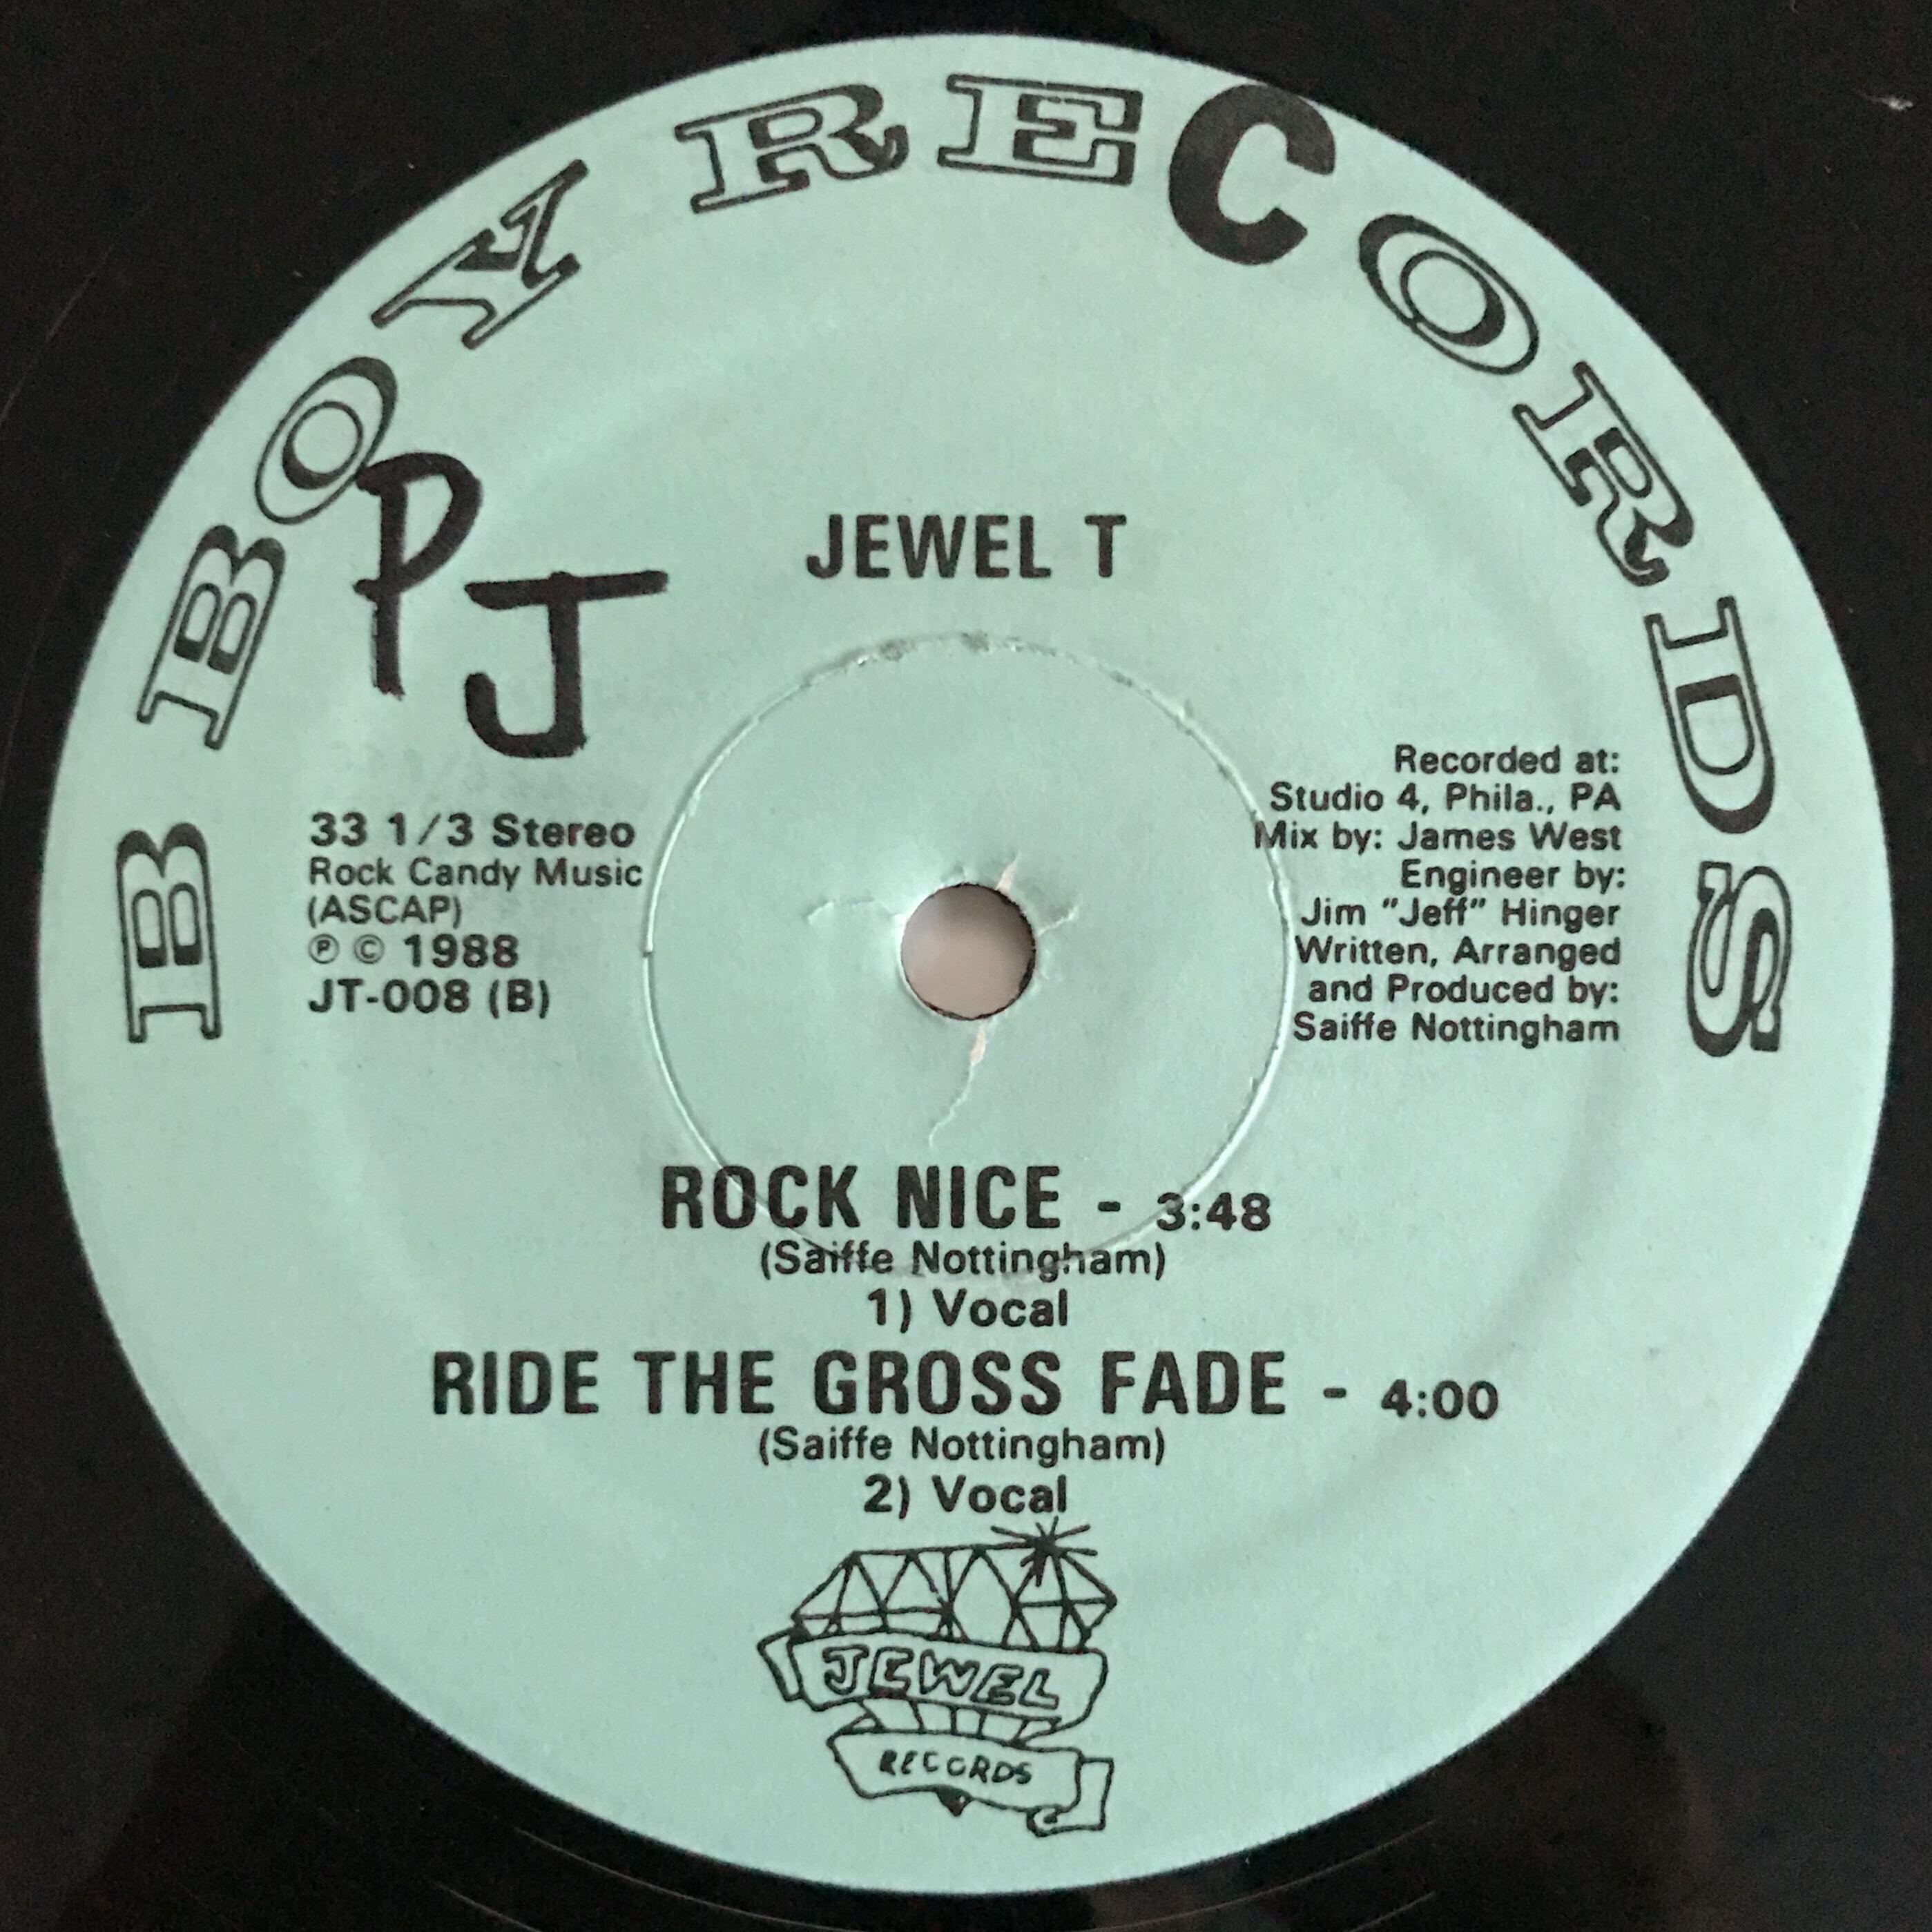 B BOY RECORDS
PJ
JEWEL T
33 1/3 Stereo
Rock Candy Music
(ASCAP)
℗ © 1988
JT-008 (B)
Recorded at:
Studio 4, Phila., PA
Mix by: James West
Engineer by:
Jim "Jeff" Hinger
Written, Arranged
and Produced by:
Saiffe Nottingham
ROCK NICE - 3:48
(Saiffe Nottingham)
1) Vocal
RIDE THE GROSS FADE - 4:00
(Saiffe Nottingham)
2) Vocal
JEWEL
RECORDS